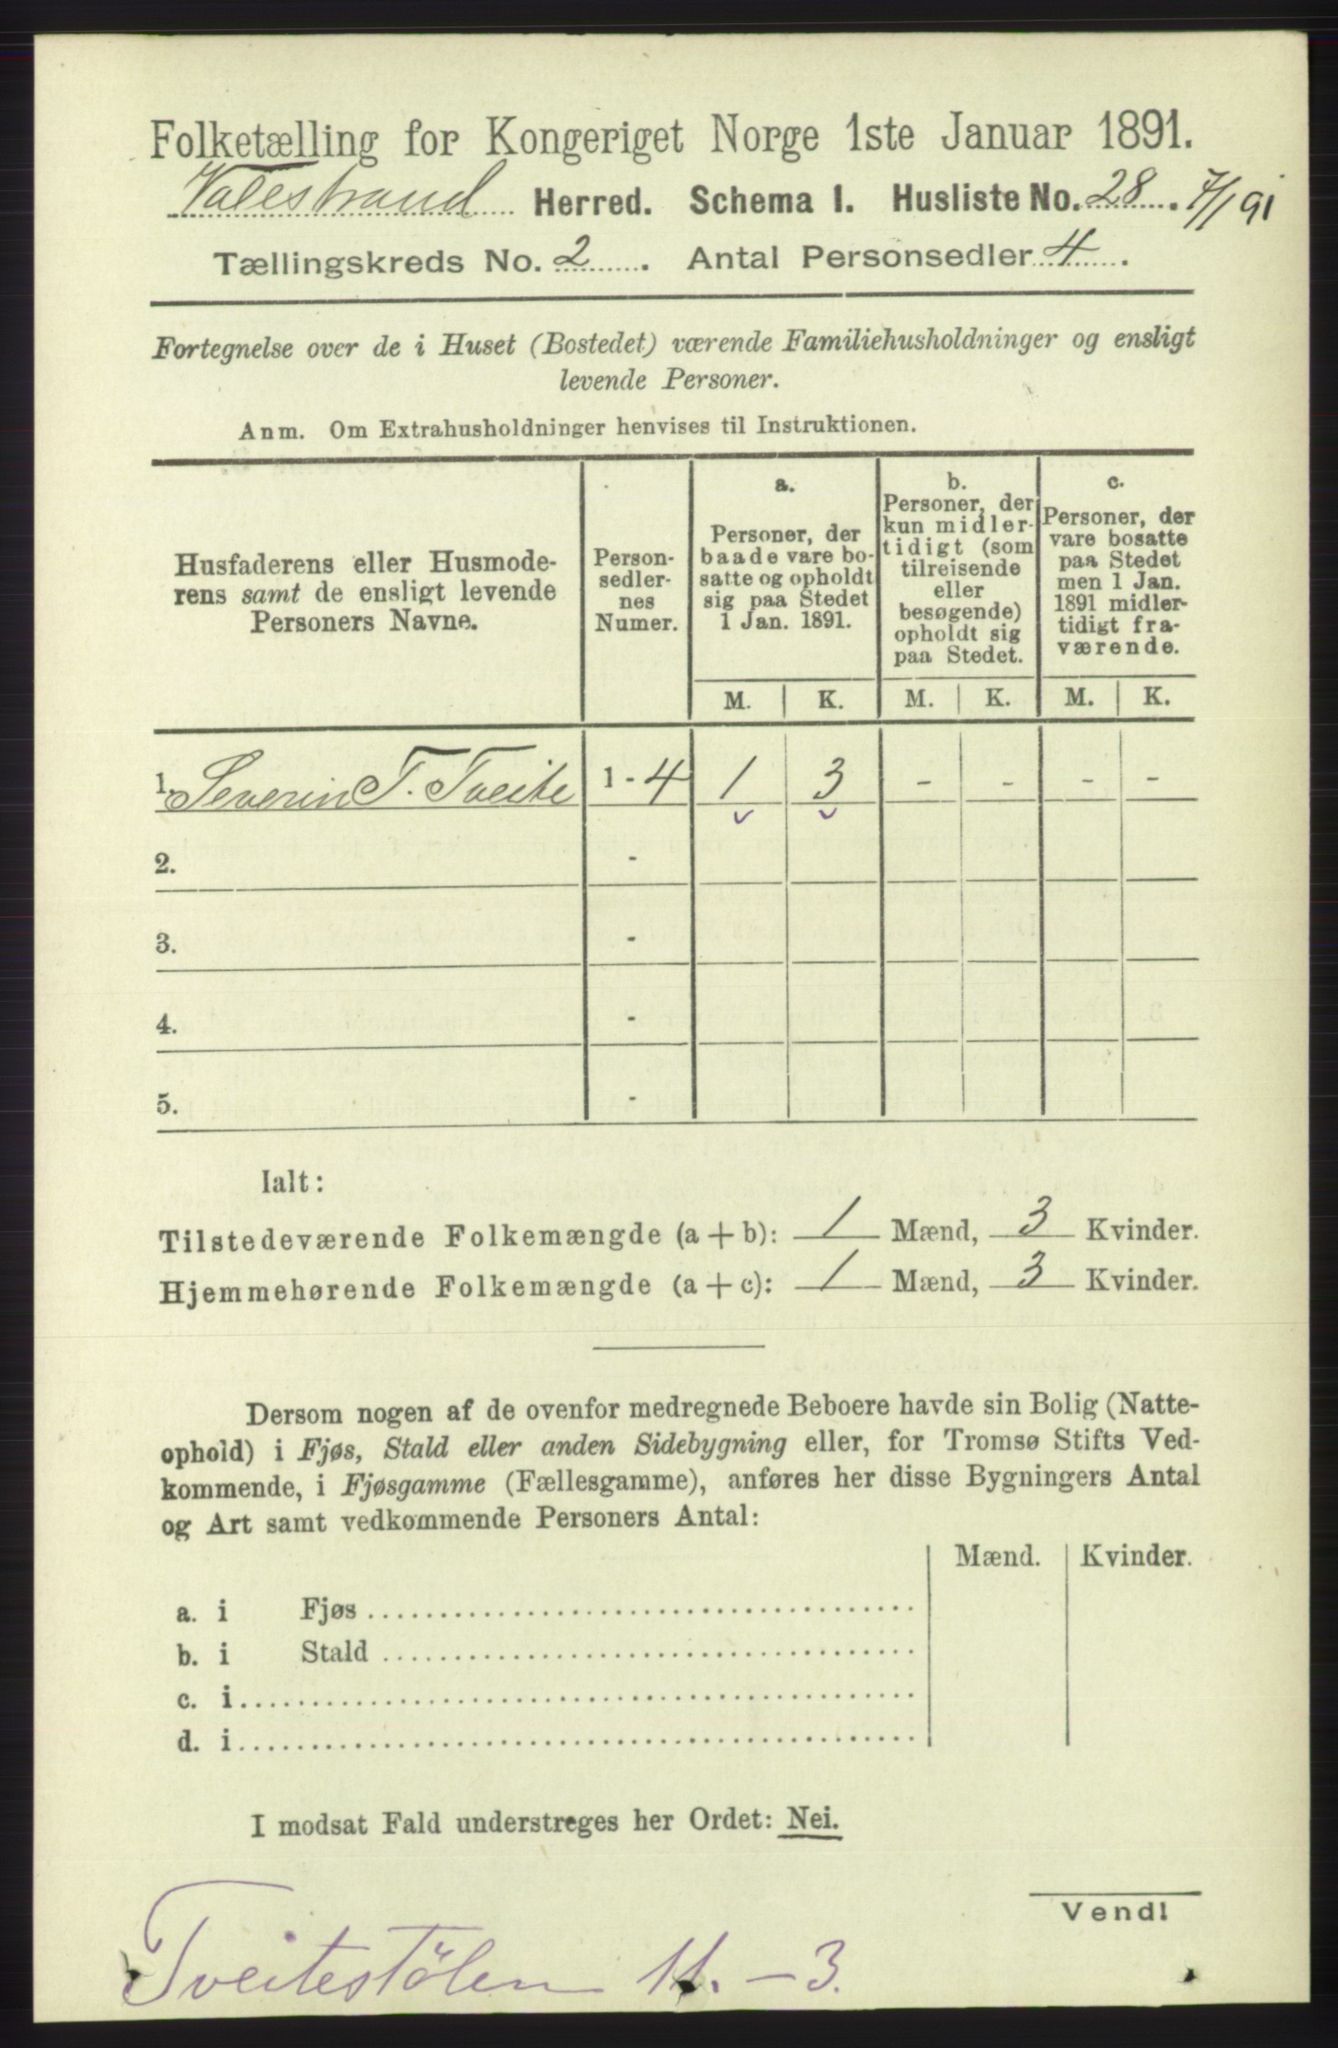 Folketælling for Kongeriget Norge 1ste Januar 1891.
Valestrand Herred. Schema I. Husliste No. 28. 7/1 91
Tællingskreds No. 2. Antal Personsedler 4.
Fortegnelse over de i Huset (Bostedet) værende Familiehusholdninger og ensligt
levende Personer.
Anm. Om Extrahusholdninger henvises til Instruktionen.
Husfaderens eller Husmode-
rens samt de ensligt levende
Personers Navne.
Person-
sedler-
nes
Numer.
a.
Personer, der
baade vare bo-
satte og opholdt
sig paa Stedet
1 Jan. 1891.
b.
Personer, der
kun midler-
tidigt (som
tilreisende
eller
besøgende)
opholdt sig
paa Stedet.
c.
Personer, der
vare bosatte
paa Stedet
men 1 Jan.
1891 midler-
tidigt fra-
værende.
M. K. M. K. M. K.
1. Severin T. Tveite 1 - 4 1 3 - - - -
2. -
3. -
4. -
5. -
Ialt:
Tilstedeværende Folkemængde (a + b): 1 Mænd, 3 Kvinder.
Hjemmehørende Folkemængde (a + c): 1 Mænd, 3 Kvinder.
Dersom nogen af de ovenfor medregnede Beboere havde sin Bolig (Natte-
ophold) i Fjøs, Stald eller anden Sidebygning eller, for Tromsø Stifts Ved-
kommende, i Fjøsgamme (Fællesgamme), anføres her disse Bygningers Antal
og Art samt vedkommende Personers Antal:
Mænd. Kvinder.
a. i Fjøs
b. i Stald
c. i
d. i
I modsat Fald understreges her Ordet: Nei.
Vend!
Tveitestölen 11. - 3.